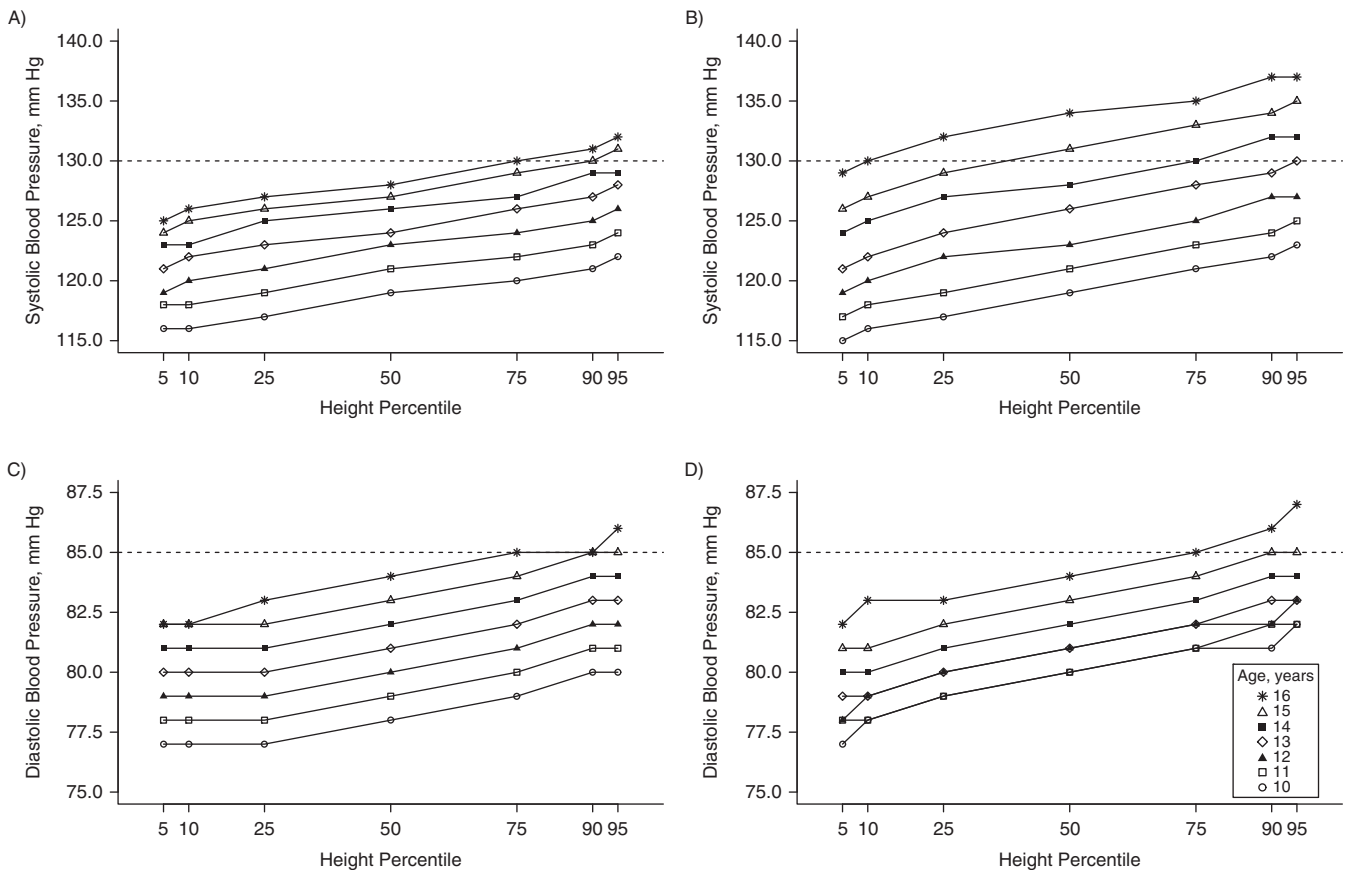 A)
Systolic Blood Pressure, mm Hg
140.0
135.0
130.0
125.0
120.0
115.0
5 10 25 50 75 90 95
Height Percentile
B)
Systolic Blood Pressure, mm Hg
140.0
135.0
130.0
125.0
120.0
115.0
5 10 25 50 75 90 95
Height Percentile
C)
Diastolic Blood Pressure, mm Hg
87.5
85.0
82.5
80.0
77.5
75.0
5 10 25 50 75 90 95
Height Percentile
D)
Diastolic Blood Pressure, mm Hg
87.5
85.0
82.5
80.0
77.5
75.0
5 10 25 50 75 90 95
Height Percentile
Age, years
16
15
14
13
12
11
10